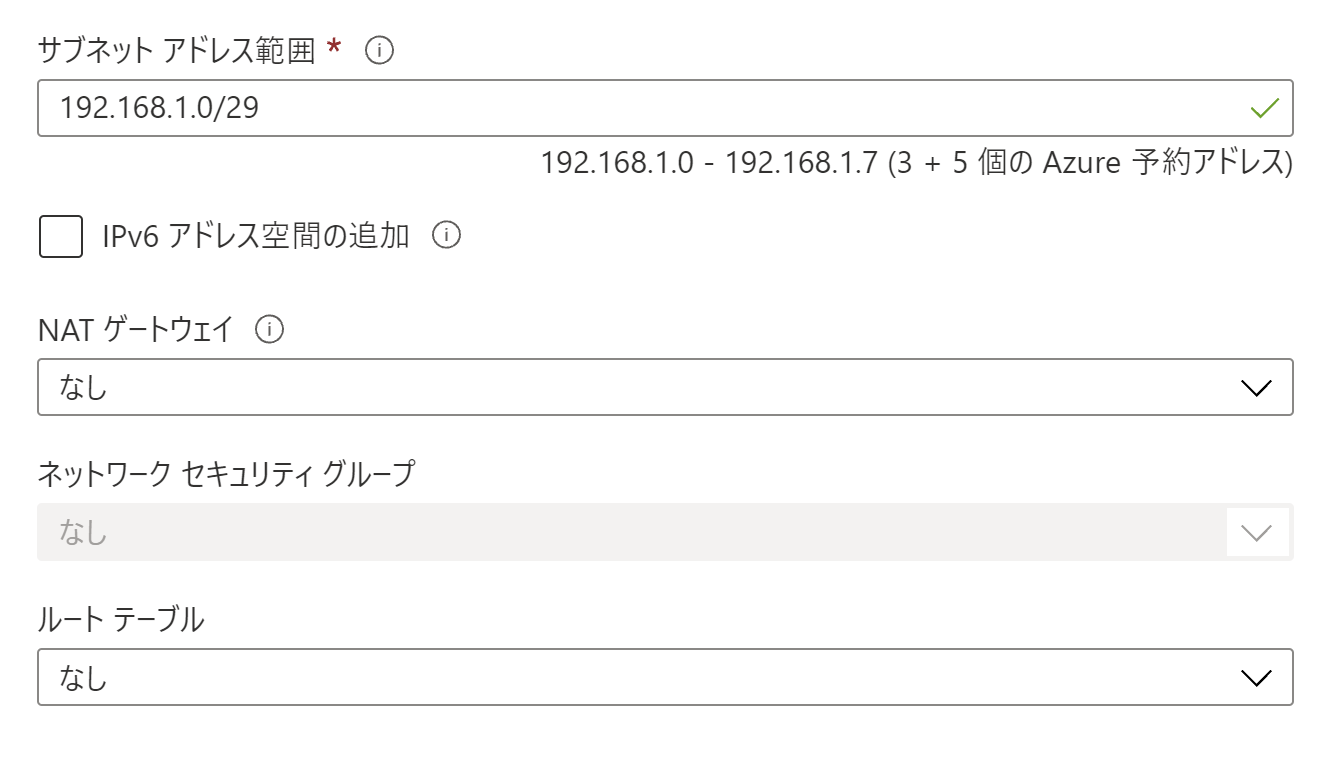 サブネット アドレス範囲 *
192.168.1.0/29
192.168.1.0 - 192.168.1.7 (3 + 5 個の Azure 予約アドレス)
IPv6 アドレス空間の追加
NAT ゲートウェイ
なし
ネットワーク セキュリティ グループ
なし
ルート テーブル
なし